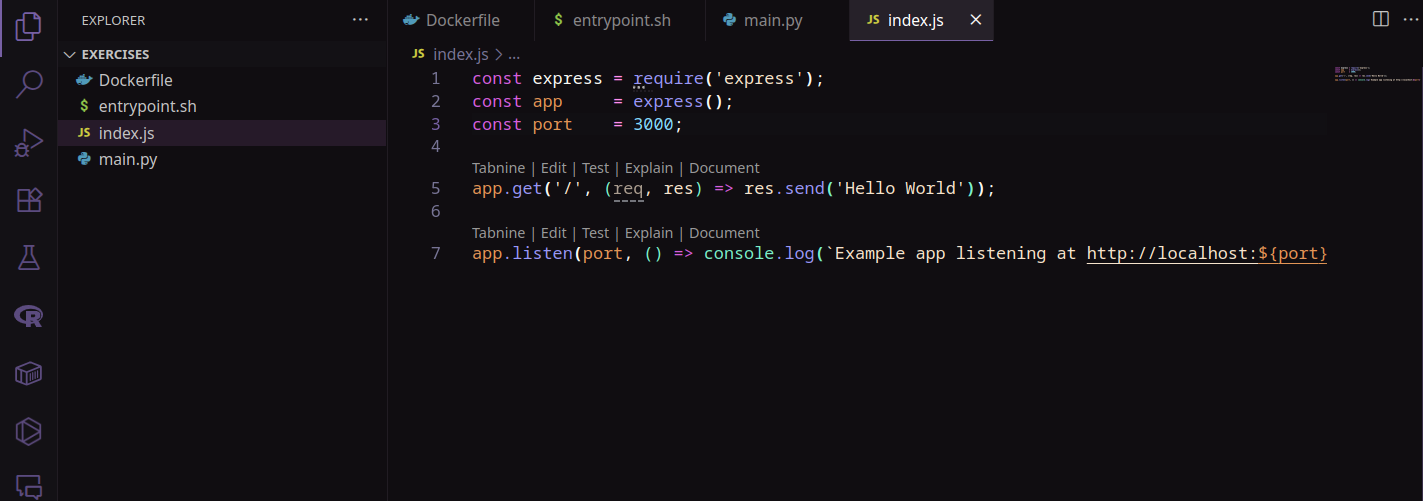 EXPLORER ...
EXERCISES
Dockerfile
$ entrypoint.sh
JS index.js
main.py
Dockerfile $ entrypoint.sh main.py JS index.js ×
JS index.js > ...
1 const express = require('express');
2 const app     = express();
3 const port    = 3000;
4
Tabnine | Edit | Test | Explain | Document
5 app.get('/', (req, res) => res.send('Hello World'));
6
Tabnine | Edit | Test | Explain | Document
7 app.listen(port, () => console.log(`Example app listening at http://localhost:${port}